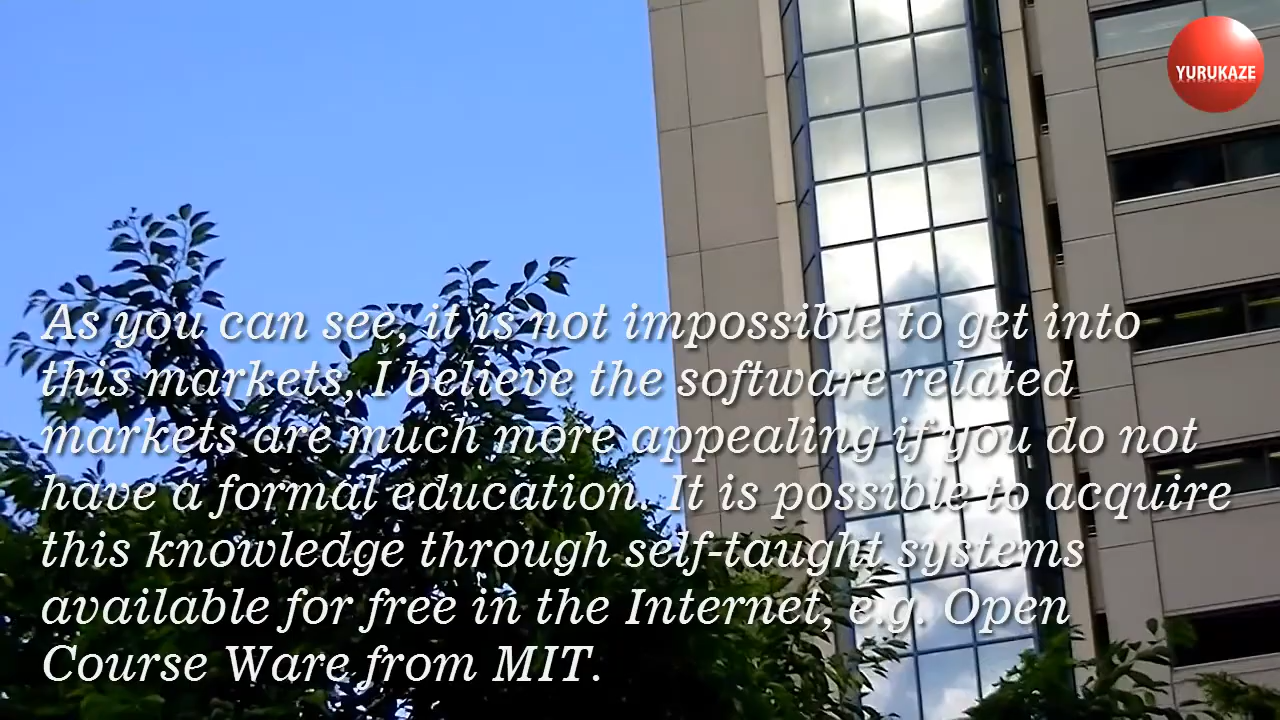 YURUKAZE
As you can see, it is not impossible to get into
this markets, I believe the software related
markets are much more appealing if you do not
have a formal education. It is possible to acquire
this knowledge through self-taught systems
available for free in the Internet, e.g. Open
Course Ware from MIT.